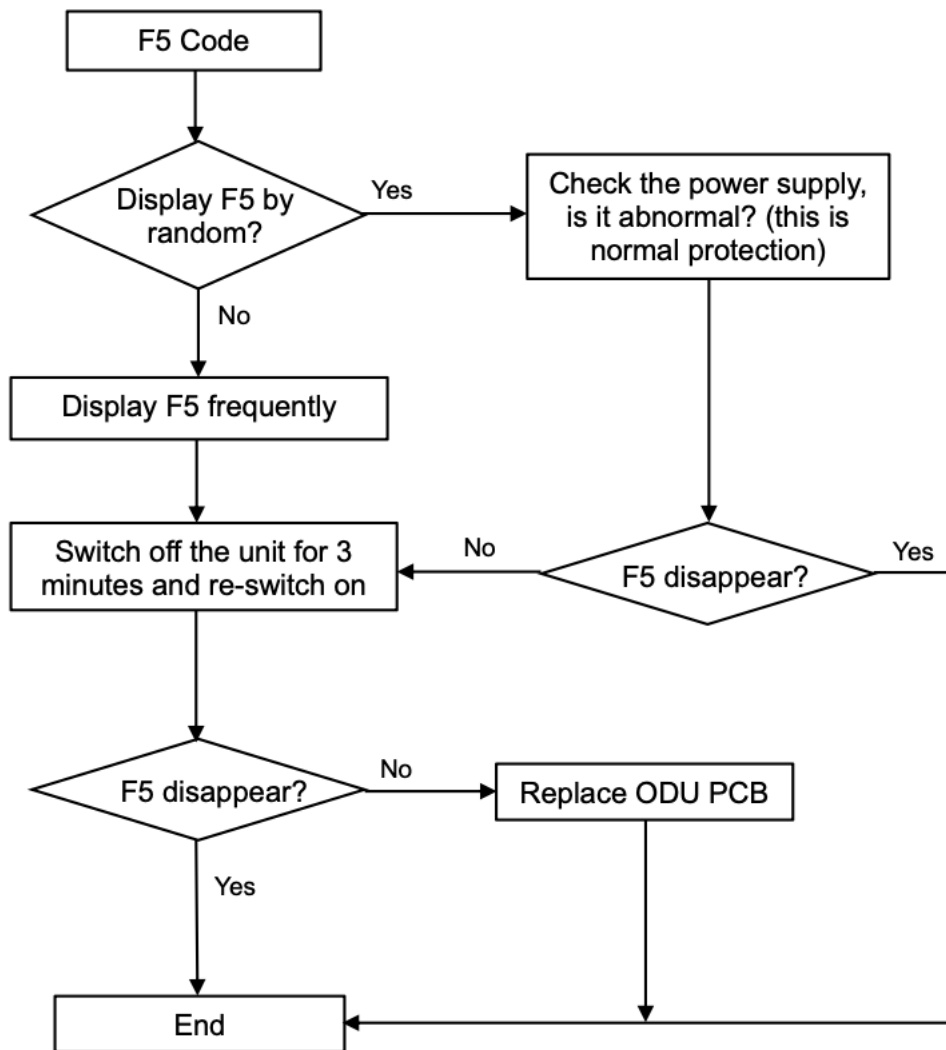 F5 Code
Display F5 by
random?
Yes
Check the power supply,
is it abnormal? (this is
normal protection)
No
Display F5 frequently
Switch off the unit for 3
minutes and re-switch on
No
F5 disappear?
Yes
F5 disappear?
No
Replace ODU PCB
Yes
End